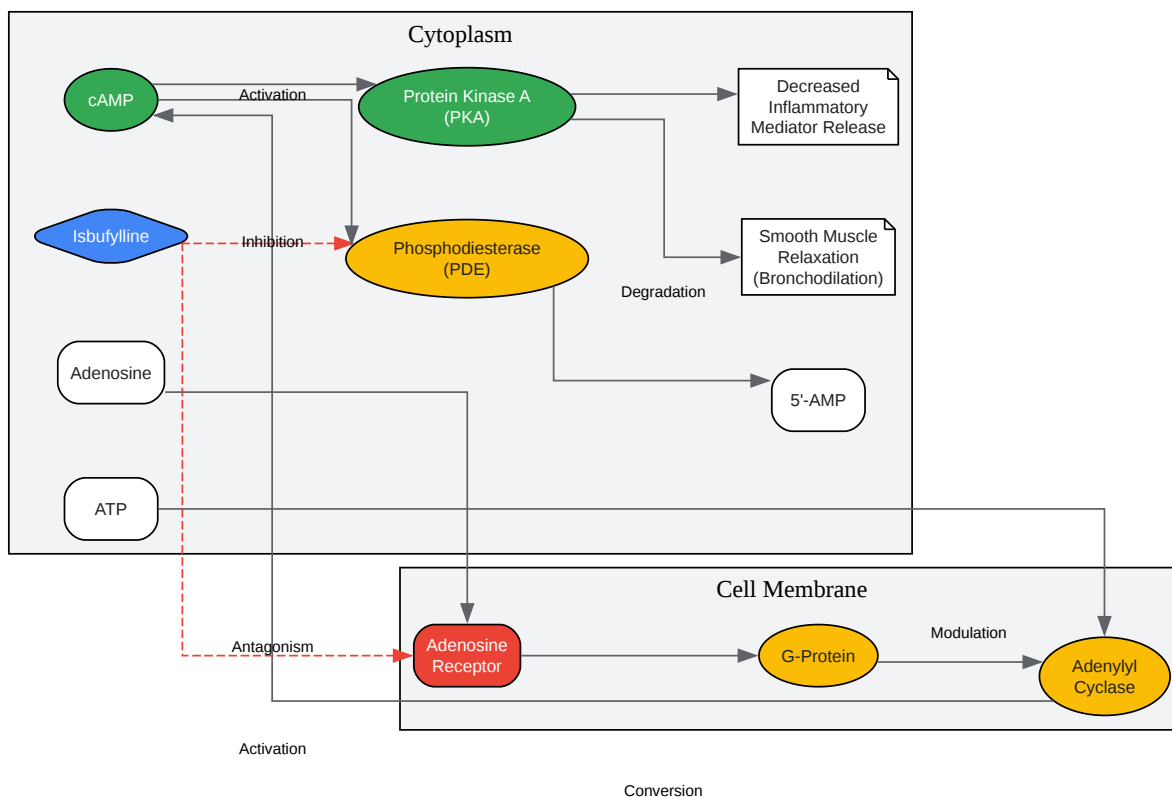 Cytoplasm
cAMP
Activation
Protein Kinase A
(PKA)
Decreased
Inflammatory
Mediator Release
Isbufylline
Inhibition
Phosphodiesterase
(PDE)
Smooth Muscle
Relaxation
(Bronchodilation)
Degradation
Adenosine
5'-AMP
ATP
Cell Membrane
Antagonism
Adenosine
Receptor
G-Protein
Modulation
Adenylyl
Cyclase
Activation
Conversion